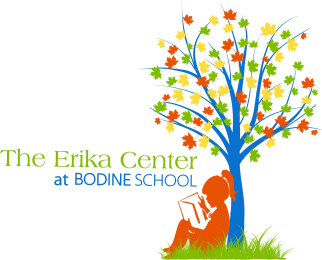 The Erika Center
at BODINE SCHOOL